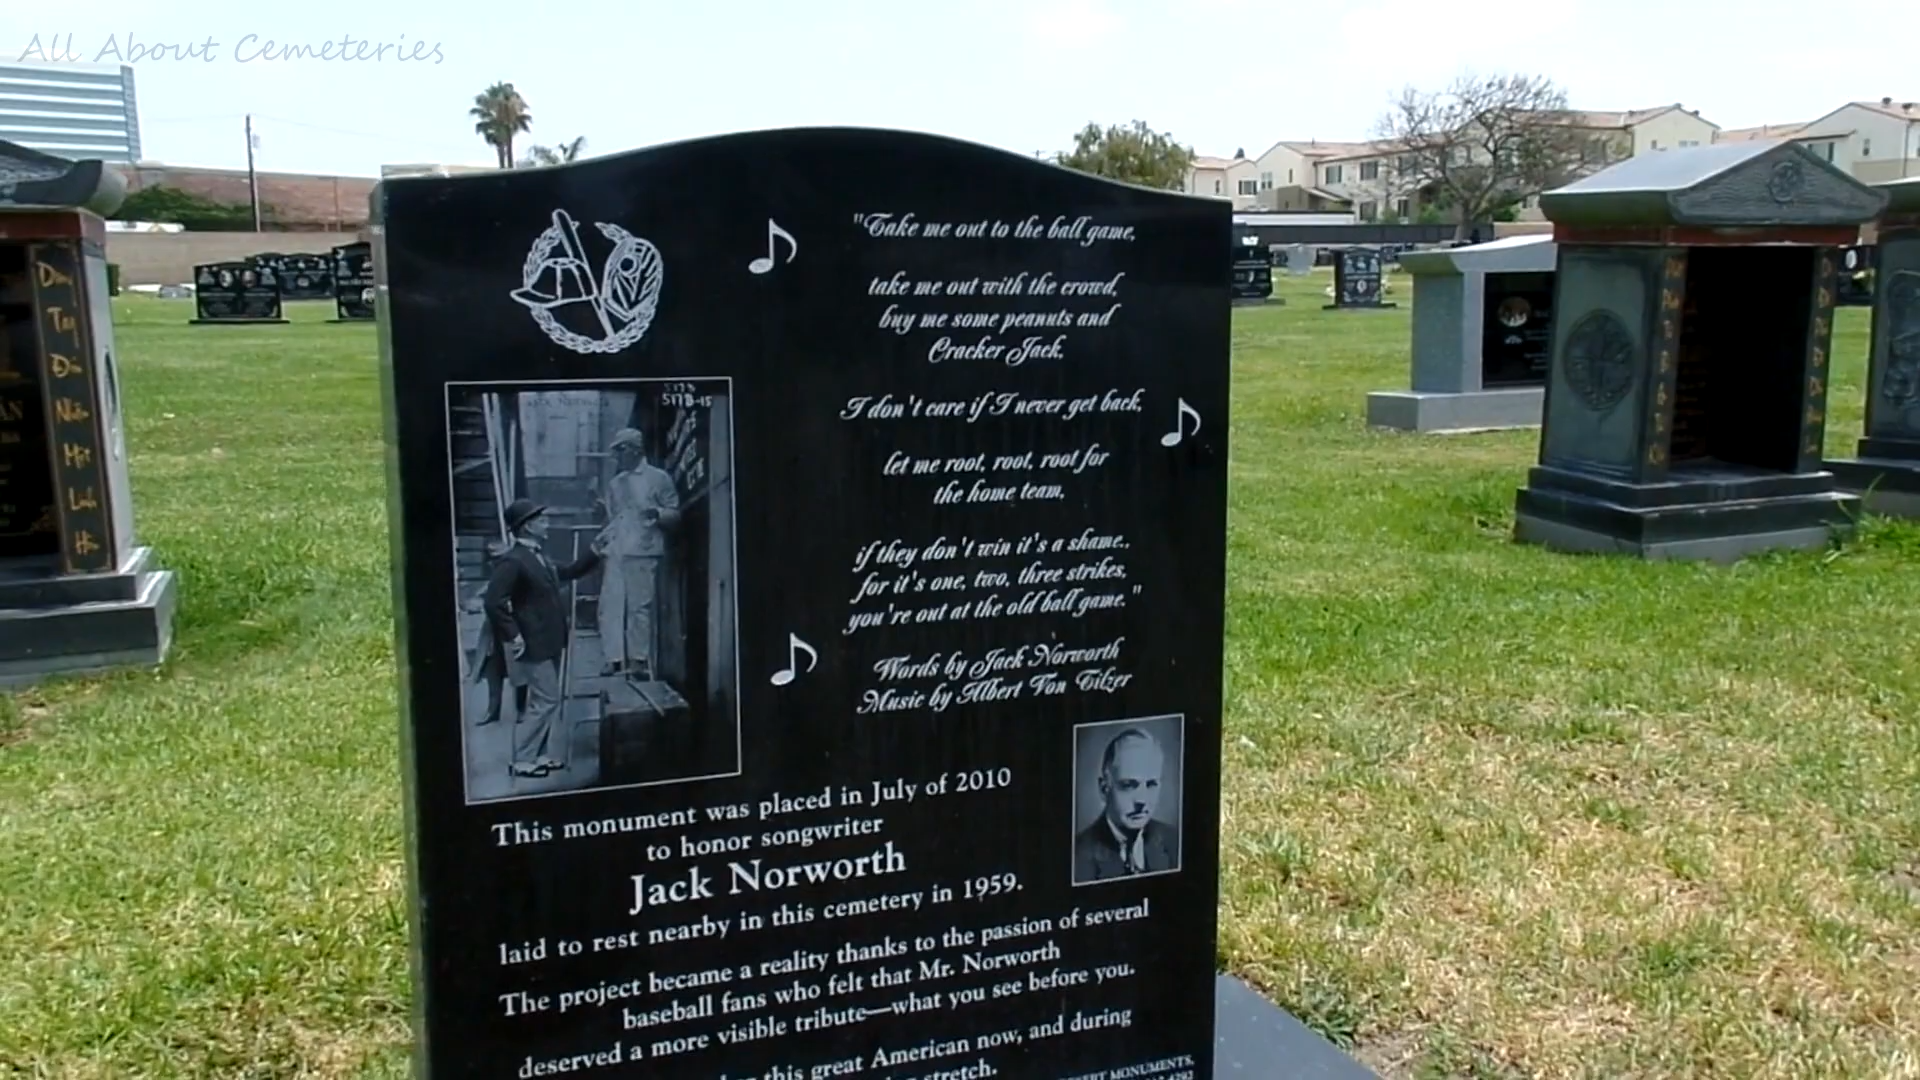 All About Cemeteries
"Take me out to the ball game,
take me out with the crowd,
buy me some peanuts and
Cracker Jack.
I don't care if I never get back,
let me root, root, root for
the home team,
if they don't win it's a shame..
for it's one, two, three strikes,
you're out at the old ball game."
Words by Jack Norworth
Music by Albert Von Tilzer
5178-15
This monument was placed in July of 2010
to honor songwriter
Jack Norworth
laid to rest nearby in this cemetery in 1959.
The project became a reality thanks to the passion of several
baseball fans who felt that Mr. Norworth
deserved a more visible tribute—what you see before you.
this great American now, and during
stretch.
MONUMENTS,